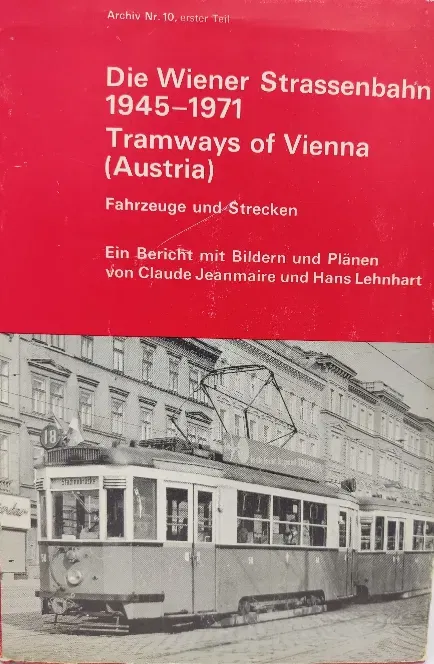 Archiv Nr. 10, erster Teil
Die Wiener Strassenbahn
1945–1971
Tramways of Vienna
(Austria)
Fahrzeuge und Strecken
Ein Bericht mit Bildern und Plänen
von Claude Jeanmaire und Hans Lehnhart
18